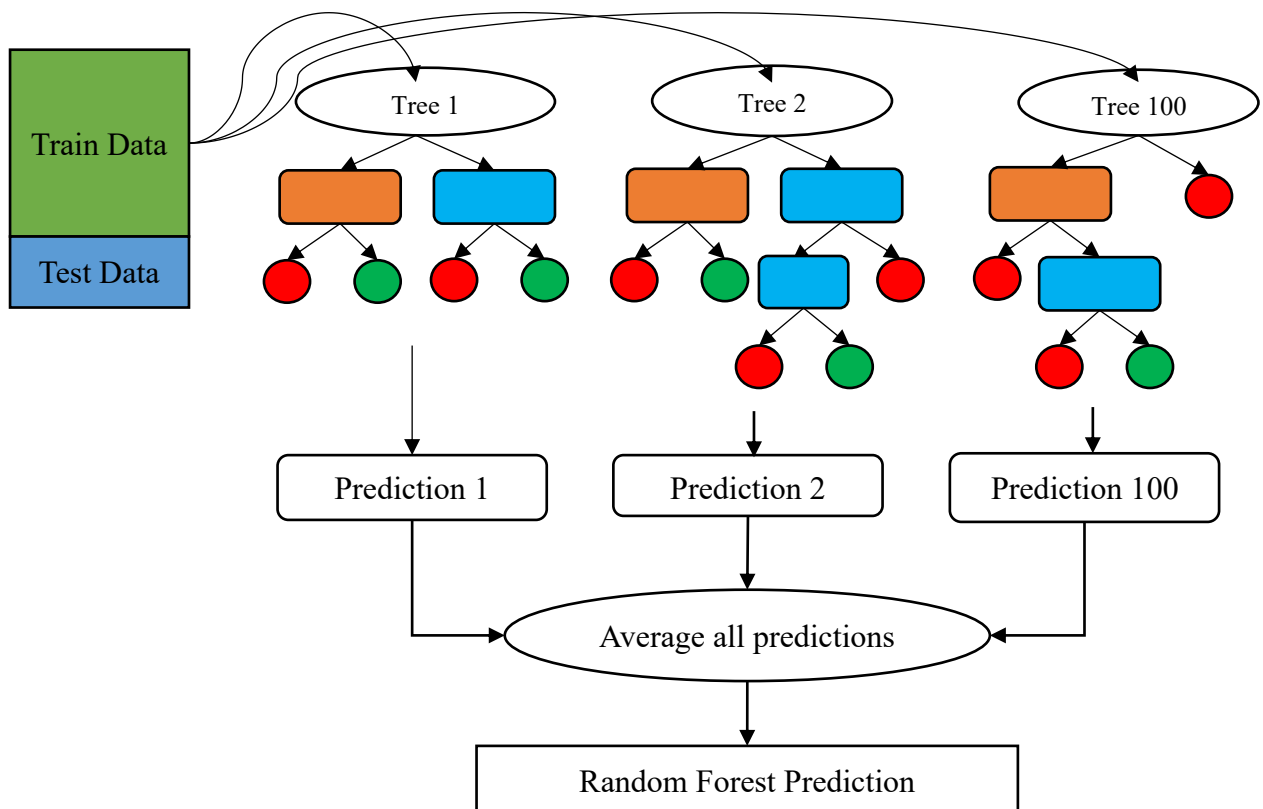 Train Data
Test Data
Tree 1
Tree 2
Tree 100
Prediction 1
Prediction 2
Prediction 100
Average all predictions
Random Forest Prediction